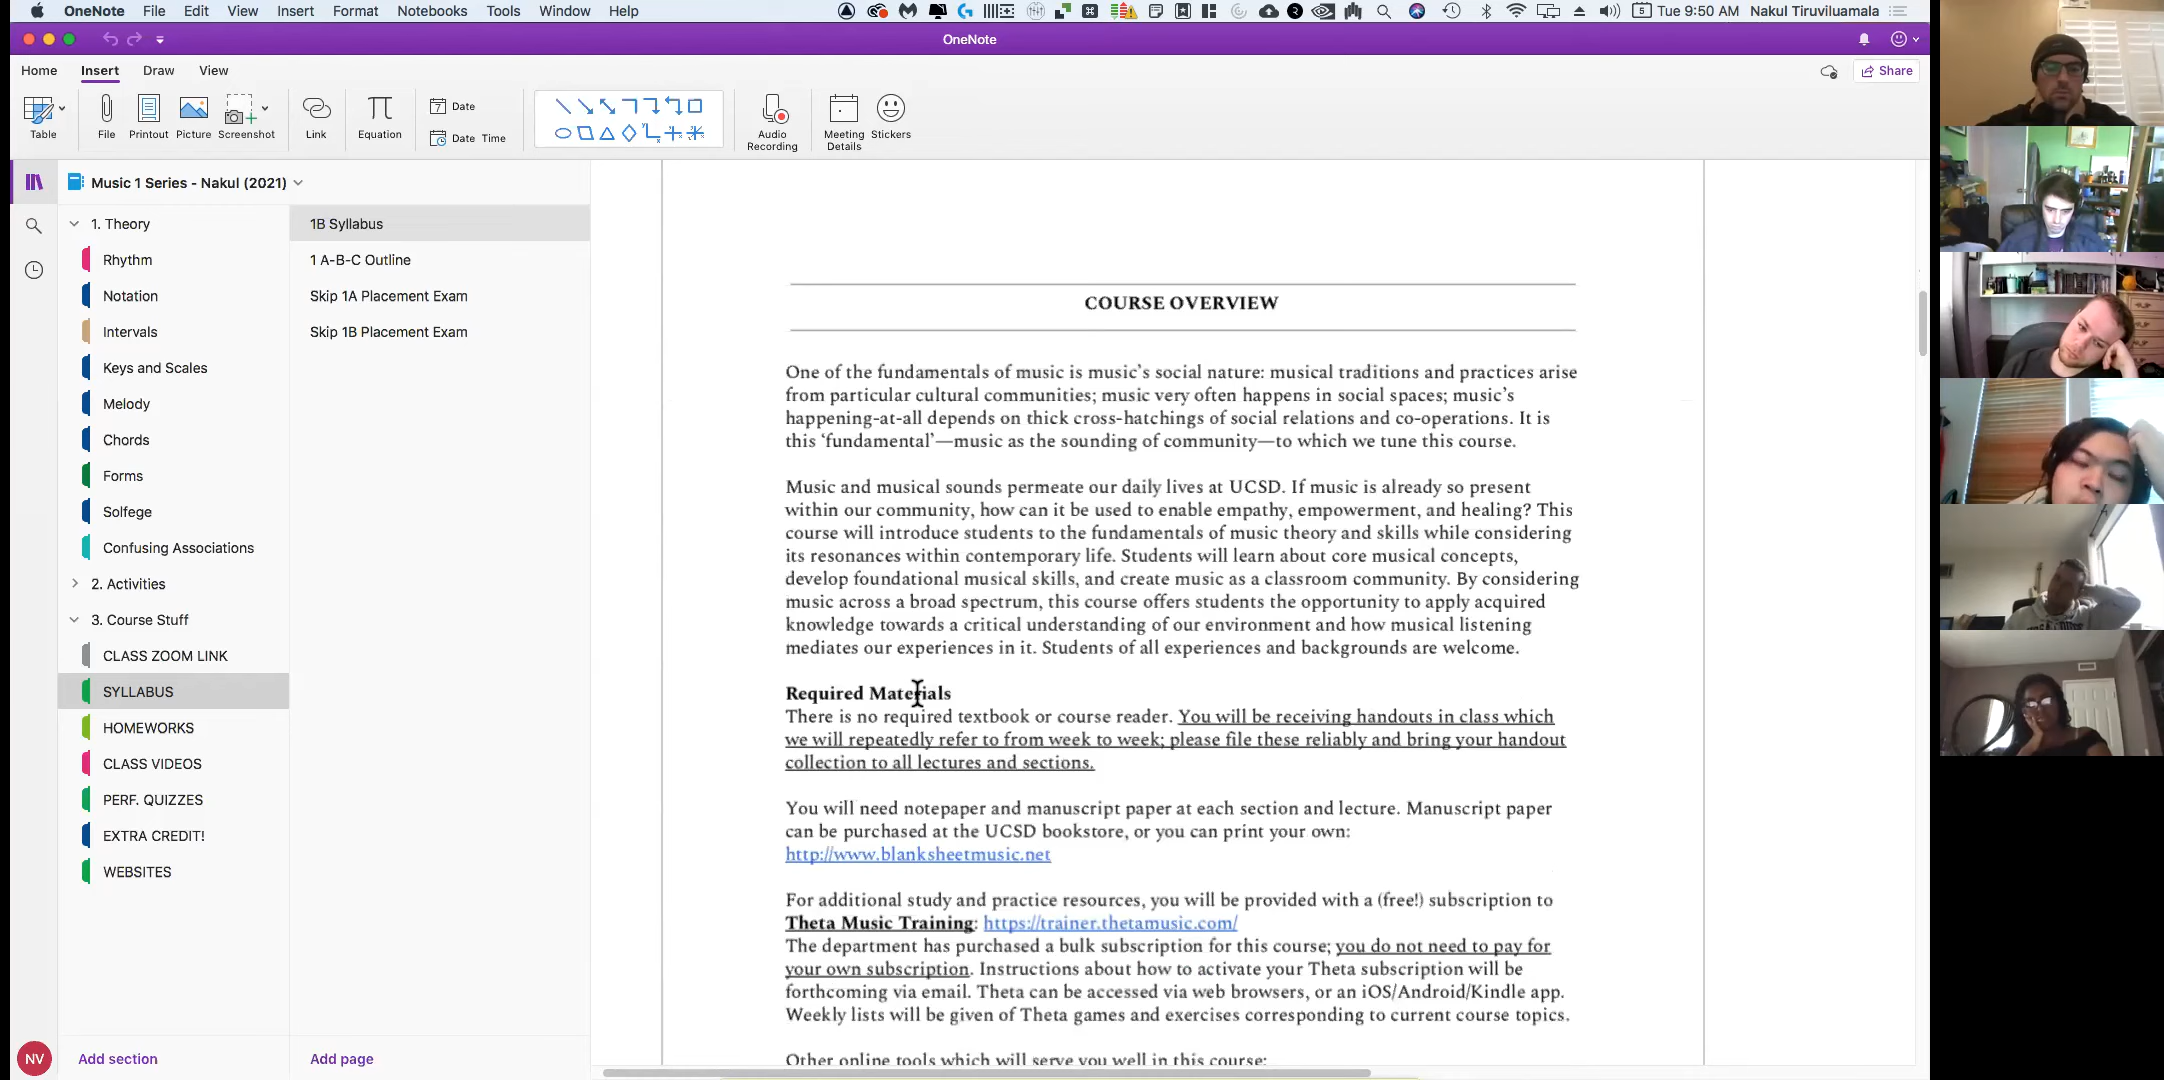 OneNote File Edit View Insert Format Notebooks Tools Window Help
Tue 9:50 AM Nakul Tiruviluamala
OneNote
Home Insert Draw View
Share
Table File Printout Picture Screenshot Link Equation
Date
Date Time
Audio Recording
Meeting Details
Stickers
Music 1 Series - Nakul (2021)
1. Theory
Rhythm
Notation
Intervals
Keys and Scales
Melody
Chords
Forms
Solfege
Confusing Associations
2. Activities
3. Course Stuff
CLASS ZOOM LINK
SYLLABUS
HOMEWORKS
CLASS VIDEOS
PERF. QUIZZES
EXTRA CREDIT!
WEBSITES
NV
Add section
1B Syllabus
1 A-B-C Outline
Skip 1A Placement Exam
Skip 1B Placement Exam
Add page
COURSE OVERVIEW
One of the fundamentals of music is music's social nature: musical traditions and practices arise
from particular cultural communities; music very often happens in social spaces; music's
happening-at-all depends on thick cross-hatchings of social relations and co-operations. It is
this 'fundamental'—music as the sounding of community—to which we tune this course.
Music and musical sounds permeate our daily lives at UCSD. If music is already so present
within our community, how can it be used to enable empathy, empowerment, and healing? This
course will introduce students to the fundamentals of music theory and skills while considering
its resonances within contemporary life. Students will learn about core musical concepts,
develop foundational musical skills, and create music as a classroom community. By considering
music across a broad spectrum, this course offers students the opportunity to apply acquired
knowledge towards a critical understanding of our environment and how musical listening
mediates our experiences in it. Students of all experiences and backgrounds are welcome.
Required Materials
There is no required textbook or course reader. You will be receiving handouts in class which
we will repeatedly refer to from week to week; please file these reliably and bring your handout
collection to all lectures and sections.
You will need notepaper and manuscript paper at each section and lecture. Manuscript paper
can be purchased at the UCSD bookstore, or you can print your own:
http://www.blanksheetmusic.net
For additional study and practice resources, you will be provided with a (free!) subscription to
Theta Music Training: https://trainer.thetamusic.com/
The department has purchased a bulk subscription for this course; you do not need to pay for
your own subscription. Instructions about how to activate your Theta subscription will be
forthcoming via email. Theta can be accessed via web browsers, or an iOS/Android/Kindle app.
Weekly lists will be given of Theta games and exercises corresponding to current course topics.
Other online tools which will serve you well in this course: